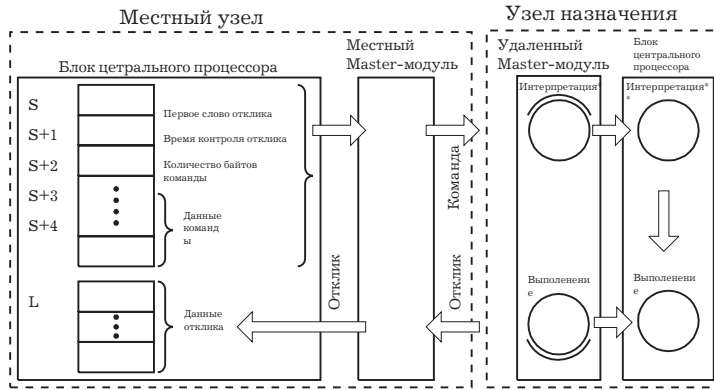 Местный узел
Узел назначения
Блок цетрального процессора
Местный
Master-модуль
Удаленный
Master-модуль
Блок
центрального
процессора
S
S+1
S+2
S+3
S+4
L
Первое слово отклика
Время контроля отклика
Количество байтов
команды
Данные
команд
ы
Данные
отклика
Отклик
Команда
Отклик
Интерпретация*
*
Интерпретация*
*
Выполенени
е
Выполенени
е